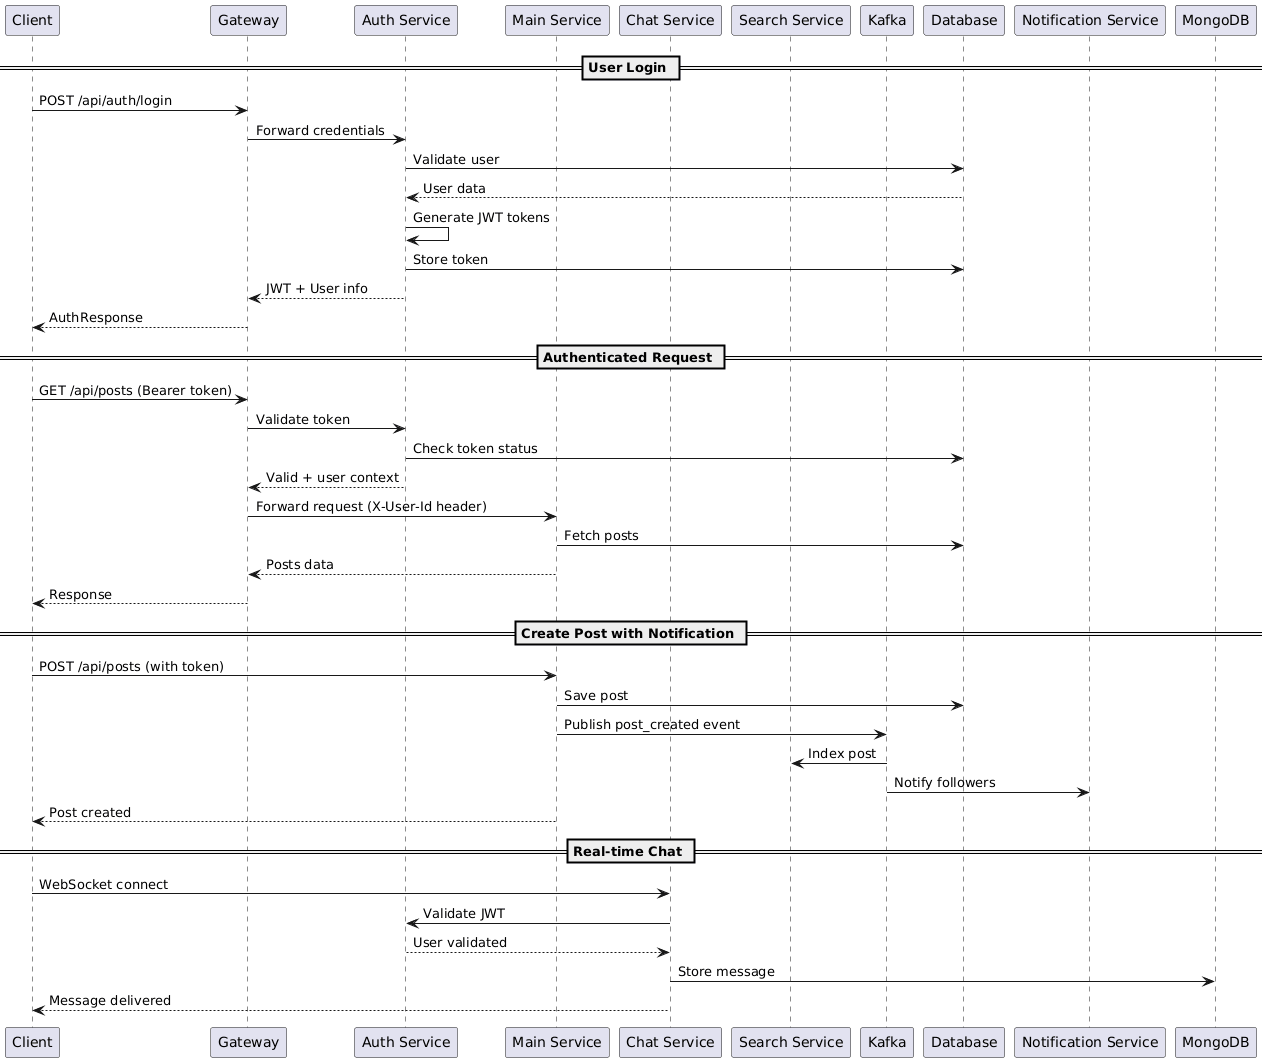 Client
Gateway
Auth Service
Main Service
Chat Service
Search Service
Kafka
Database
Notification Service
MongoDB
User Login
POST /api/auth/login
Forward credentials
Validate user
User data
Generate JWT tokens
Store token
JWT + User info
AuthResponse
Authenticated Request
GET /api/posts (Bearer token)
Validate token
Check token status
Valid + user context
Forward request (X-User-Id header)
Fetch posts
Posts data
Response
Create Post with Notification
POST /api/posts (with token)
Save post
Publish post_created event
Index post
Notify followers
Post created
Real-time Chat
WebSocket connect
Validate JWT
User validated
Store message
Message delivered
Client
Gateway
Auth Service
Main Service
Chat Service
Search Service
Kafka
Database
Notification Service
MongoDB